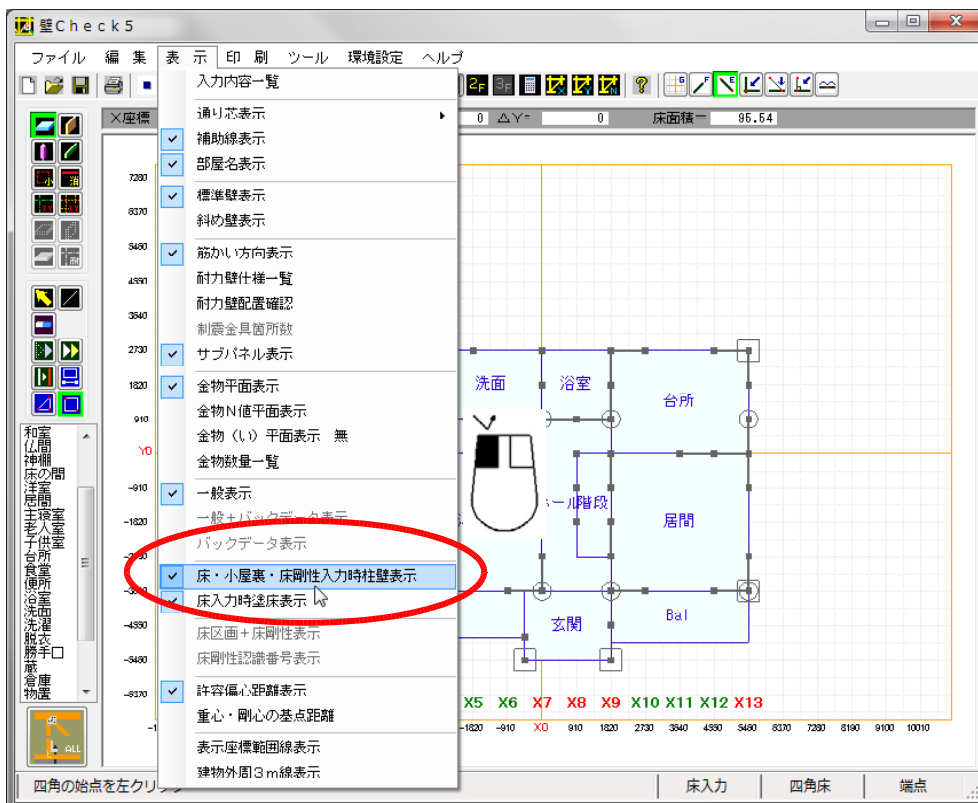 壁Check5
ファイル 編 集 表 示 印 刷 ツール 環境設定 ヘルプ
2F 3F
X座標 0 △Y= 0 床面積= 95.54
入力内容一覧
通り芯表示
補助線表示
部屋名表示
標準壁表示
斜め壁表示
筋かい方向表示
耐力壁仕様一覧
耐力壁配置確認
制震金具箇所数
サブパネル表示
金物平面表示
金物N値平面表示
金物（い）平面表示 無
金物数量一覧
一般表示
一般+バックデータ表示
バックデータ表示
床・小屋裏・床剛性入力時柱壁表示
床入力時塗床表示
床区画+床剛性表示
床剛性認識番号表示
許容偏心距離表示
重心・剛心の基点距離
表示座標範囲線表示
建物外周3m線表示
7280
6370
5460
4550
3640
2730
1820
910
Y0
-910
-1820
-4550
-5460
-6370
和室
仏間
神棚
床の間
洋室
居間
主寝室
老人室
子供室
台所
食堂
便所
浴室
洗面
洗濯
脱衣
勝手口
蔵
倉庫
物置
ALL
洗面 浴室 台所
ホール 階段 居間
玄関 Bal
X5 X6 X7 X8 X9 X10 X11 X12 X13
-1820 -910 X0 910 1820 2730 3640 4550 5460 6370 7280 8190 9100 10010
四角の始点を左クリ 床入力 四角床 端点